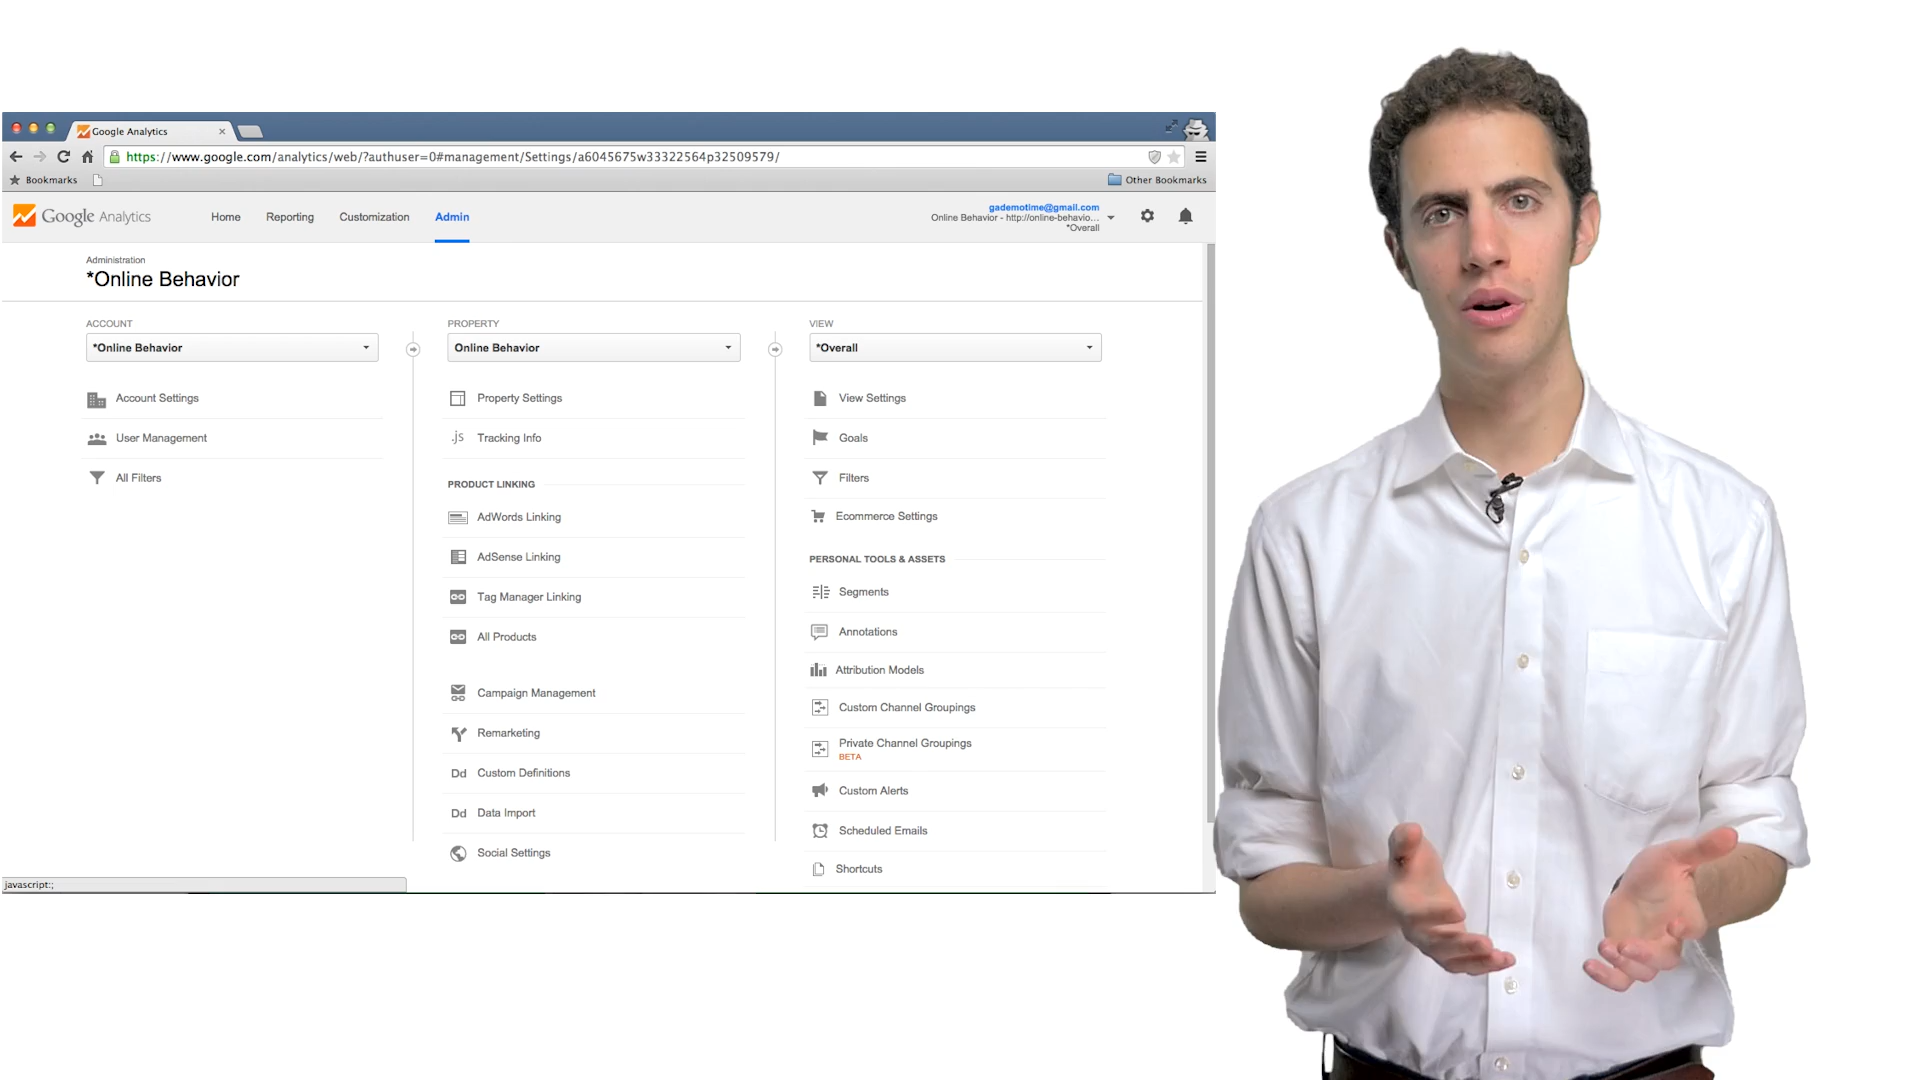 Google Analytics
https://www.google.com/analytics/web/?authuser=0#management/Settings/a6045675w33322564p32509579/
Bookmarks
Other Bookmarks
Google Analytics
Home
Reporting
Customization
Admin
gademotime@gmail.com
Online Behavior - http://online-behavio...
*Overall
Administration
*Online Behavior
ACCOUNT
*Online Behavior
Account Settings
User Management
All Filters
PROPERTY
Online Behavior
Property Settings
.js Tracking Info
PRODUCT LINKING
AdWords Linking
AdSense Linking
Tag Manager Linking
All Products
Campaign Management
Remarketing
Dd Custom Definitions
Dd Data Import
Social Settings
VIEW
*Overall
View Settings
Goals
Filters
Ecommerce Settings
PERSONAL TOOLS & ASSETS
Segments
Annotations
Attribution Models
Custom Channel Groupings
Private Channel Groupings
BETA
Custom Alerts
Scheduled Emails
Shortcuts
javascript:;